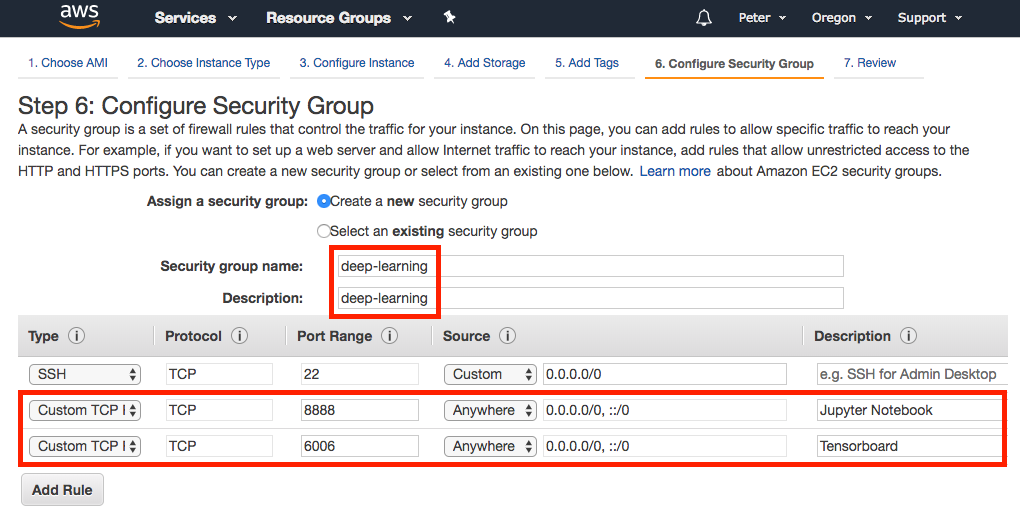 aws Services Resource Groups Peter Oregon Support
1. Choose AMI 2. Choose Instance Type 3. Configure Instance 4. Add Storage 5. Add Tags 6. Configure Security Group 7. Review
Step 6: Configure Security Group
A security group is a set of firewall rules that control the traffic for your instance. On this page, you can add rules to allow specific traffic to reach your
instance. For example, if you want to set up a web server and allow Internet traffic to reach your instance, add rules that allow unrestricted access to the
HTTP and HTTPS ports. You can create a new security group or select from an existing one below. Learn more about Amazon EC2 security groups.
Assign a security group: Create a new security group
Select an existing security group
Security group name: deep-learning
Description: deep-learning
Type i Protocol i Port Range i Source i Description i
SSH TCP 22 Custom 0.0.0.0/0 e.g. SSH for Admin Desktop
Custom TCP TCP 8888 Anywhere 0.0.0.0/0, ::/0 Jupyter Notebook
Custom TCP TCP 6006 Anywhere 0.0.0.0/0, ::/0 Tensorboard
Add Rule